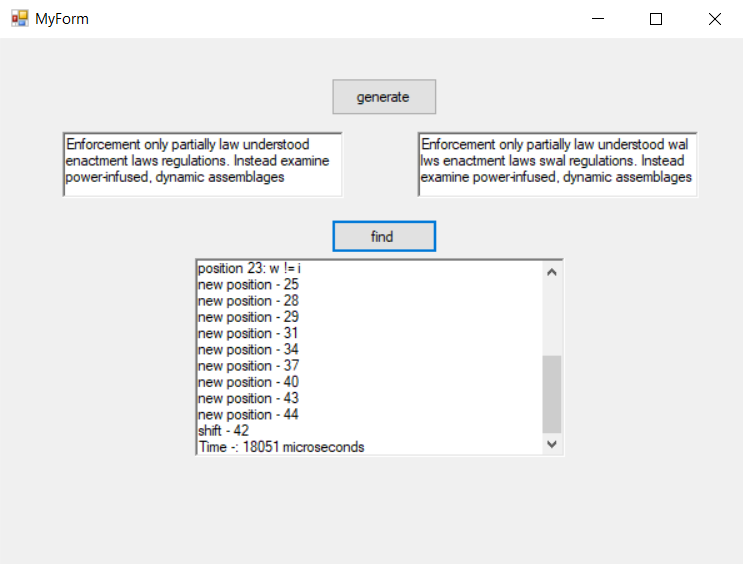 MyForm
generate
Enforcement only partially law understood
enactment laws regulations. Instead examine
power-infused, dynamic assemblages
Enforcement only partially law understood wal
lws enactment laws swal regulations. Instead
examine power-infused, dynamic assemblages
find
position 23: w != i
new position - 25
new position - 28
new position - 29
new position - 31
new position - 34
new position - 37
new position - 40
new position - 43
new position - 44
shift - 42
Time -: 18051 microseconds